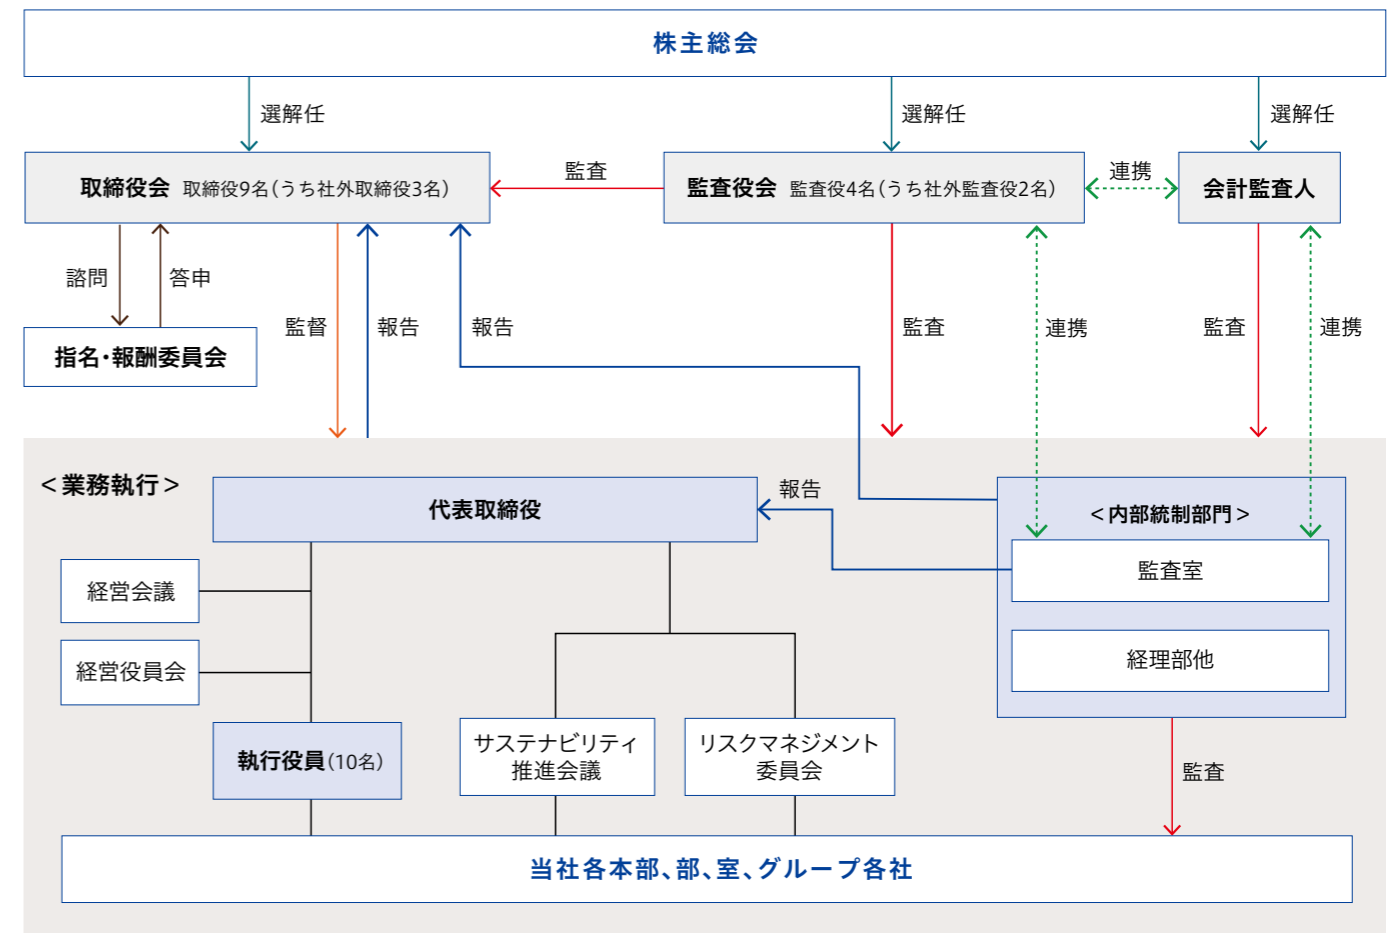 株主総会
選解任
選解任
選解任
取締役会 取締役9名（うち社外取締役3名）
監査
監査役会 監査役4名（うち社外監査役2名）
連携
会計監査人
諮問
答申
監督
報告
報告
監査
連携
監査
連携
指名・報酬委員会
＜業務執行＞
代表取締役
報告
＜内部統制部門＞
監査室
経理部他
経営会議
経営役員会
執行役員（10名）
サステナビリティ
推進会議
リスクマネジメント
委員会
監査
当社各本部、部、室、グループ各社